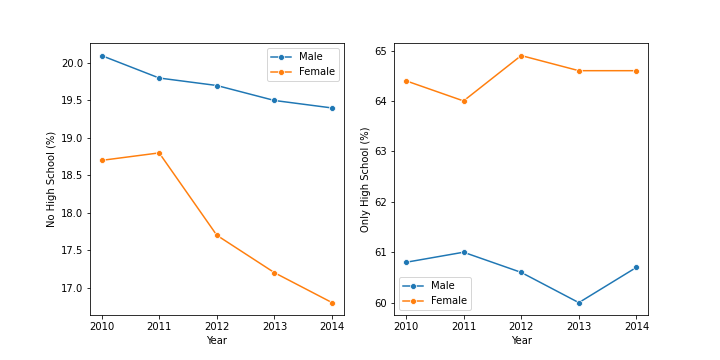 No High School (%)
20.0
19.5
19.0
18.5
18.0
17.5
17.0
2010 2011 2012 2013 2014
Year
Male
Female
Only High School (%)
65
64
63
62
61
60
2010 2011 2012 2013 2014
Year
Male
Female